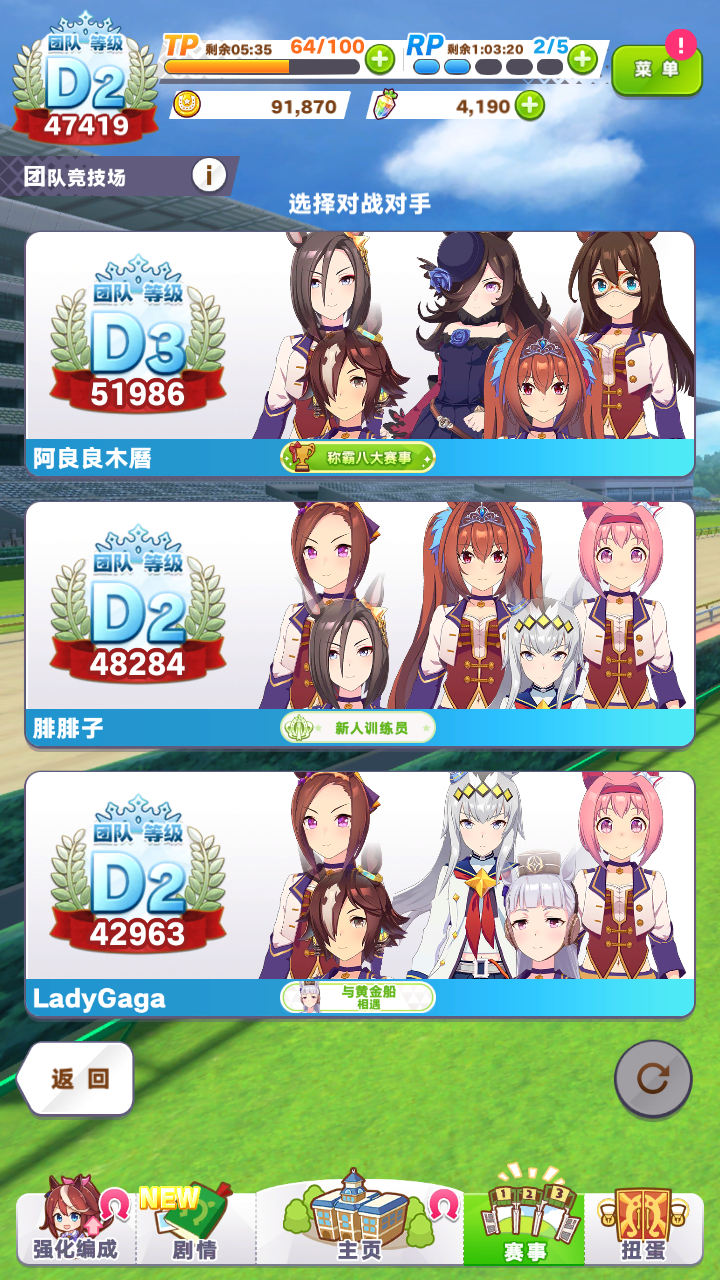 团队 等级
D2
47419
TP 剩余05:35 64/100
RP 剩余1:03:20 2/5
菜单
91,870
4,190
团队竞技场
i
选择对战对手
团队 等级
D3
51986
阿良良木曆
称霸八大赛事
团队 等级
D2
48284
腓腓子
新人训练员
团队 等级
D2
42963
LadyGaga
与黄金船
相遇
返回
强化编成
NEW
剧情
主页
1 2 3
赛事
扭蛋